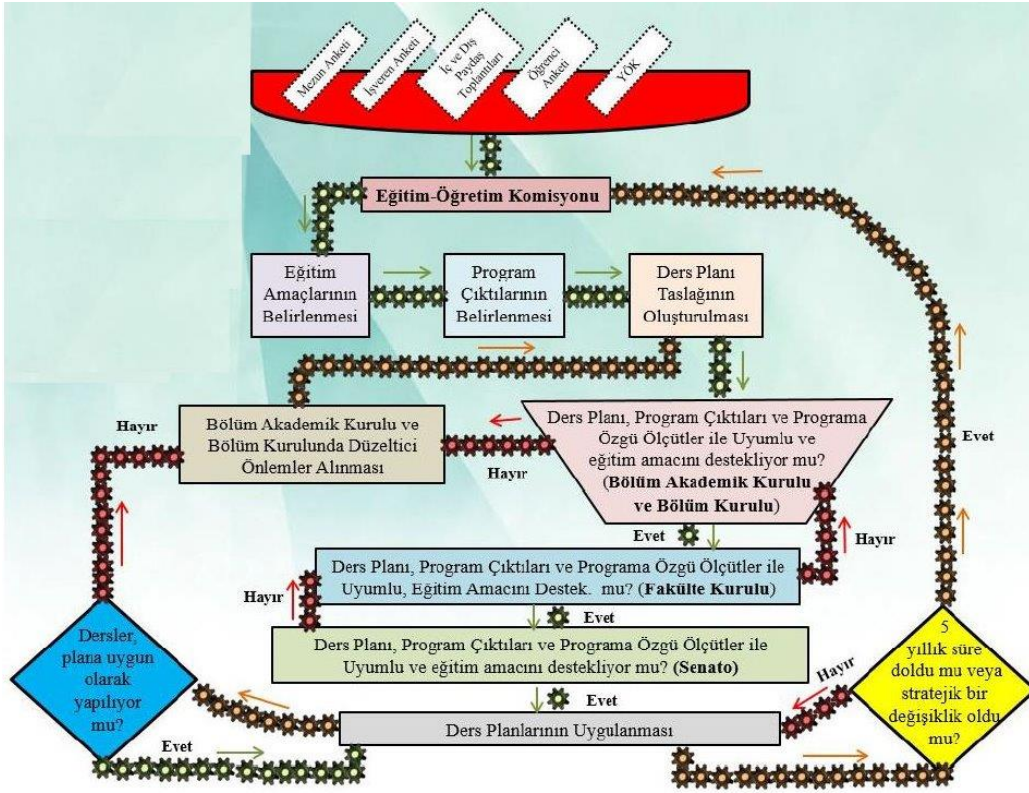 Mezun Anketi
İşveren Anketi
İç ve Dış
Paydaş
Toplantıları
Öğrenci
Anketi
YÖK
Eğitim-Öğretim Komisyonu
Eğitim
Amaçlarının
Belirlenmesi
Program
Çıktılarının
Belirlenmesi
Ders Planı
Taslağının
Oluşturulması
Hayır
Bölüm Akademik Kurulu ve
Bölüm Kurulunda Düzeltici
Önlemler Alınması
Hayır
Ders Planı, Program Çıktıları ve Programa
Özgü Ölçütler ile Uyumlu ve
eğitim amacını destekliyor mu?
(Bölüm Akademik Kurulu
ve Bölüm Kurulu)
Evet
Evet
Hayır
Ders Planı, Program Çıktıları ve Programa Özgü Ölçütler ile
Uyumlu, Eğitim Amacını Destek. mu? (Fakülte Kurulu)
Hayır
Evet
Ders Planı, Program Çıktıları ve Programa Özgü Ölçütler ile
Uyumlu ve eğitim amacını destekliyor mu? (Senato)
Evet
Dersler,
plana uygun
olarak
yapılıyor
mu?
5
yıllık süre
doldu mu veya
stratejik bir
değişiklik oldu
mu?
Hayır
Ders Planlarının Uygulanması
Evet